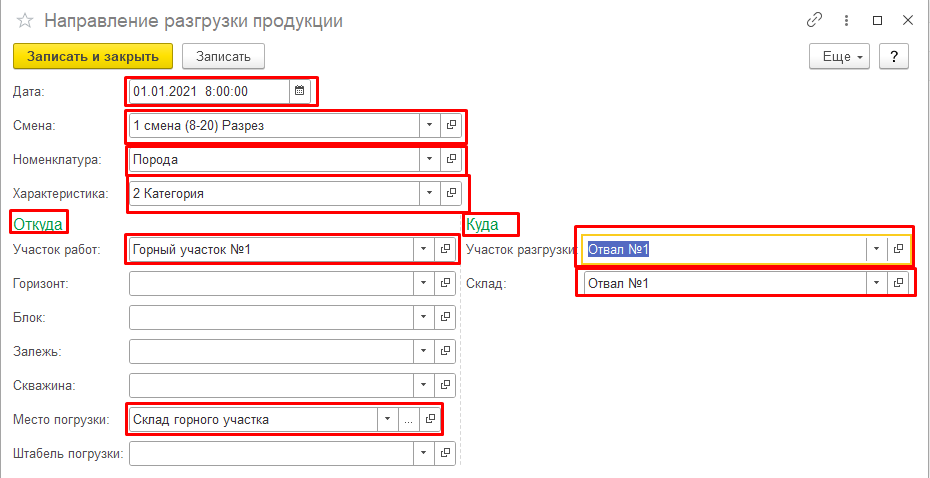 Направление разгрузки продукции
Записать и закрыть Записать Еще ?
Дата: 01.01.2021 8:00:00
Смена: 1 смена (8-20) Разрез
Номенклатура: Порода
Характеристика: 2 Категория
Откуда Куда
Участок работ: Горный участок №1 Участок разгрузки: Отвал №1
Горизонт: Склад: Отвал №1
Блок:
Залежь:
Скважина:
Место погрузки: Склад горного участка ...
Штабель погрузки: